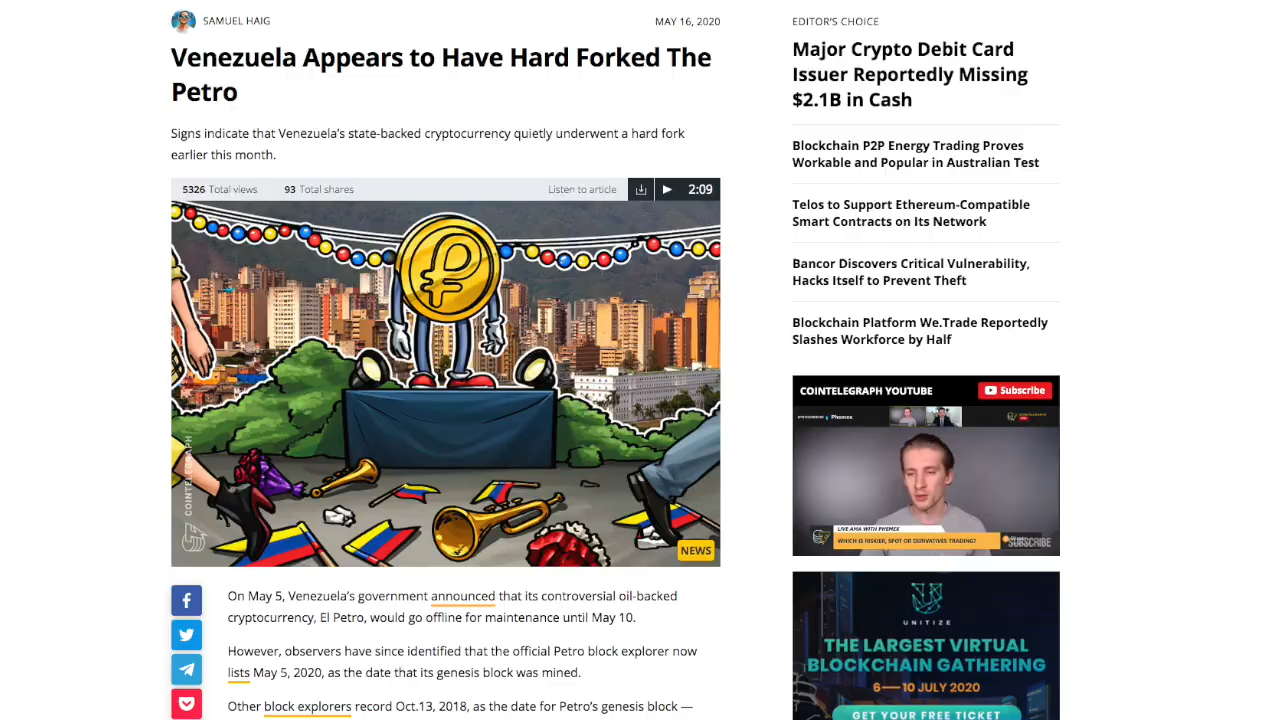 SAMUEL HAIG
MAY 16, 2020
Venezuela Appears to Have Hard Forked The
Petro
Signs indicate that Venezuela's state-backed cryptocurrency quietly underwent a hard fork
earlier this month.
5326 Total views 93 Total shares
Listen to article
2:09
COINTELEGRAPH
NEWS
On May 5, Venezuela's government announced that its controversial oil-backed
cryptocurrency, El Petro, would go offline for maintenance until May 10.
However, observers have since identified that the official Petro block explorer now
lists May 5, 2020, as the date that its genesis block was mined.
Other block explorers record Oct.13, 2018, as the date for Petro's genesis block —
EDITOR'S CHOICE
Major Crypto Debit Card
Issuer Reportedly Missing
$2.1B in Cash
Blockchain P2P Energy Trading Proves
Workable and Popular in Australian Test
Telos to Support Ethereum-Compatible
Smart Contracts on Its Network
Bancor Discovers Critical Vulnerability,
Hacks Itself to Prevent Theft
Blockchain Platform We.Trade Reportedly
Slashes Workforce by Half
COINTELEGRAPH YOUTUBE
Subscribe
Phemex
LIVE AMA WITH PHEMEX
WHICH IS RISKIER, SPOT OR DERIVATIVES TRADING?
SUBSCRIBE
UNITIZE
THE LARGEST VIRTUAL
BLOCKCHAIN GATHERING
6—10 JULY 2020
GET YOUR FREE TICKET